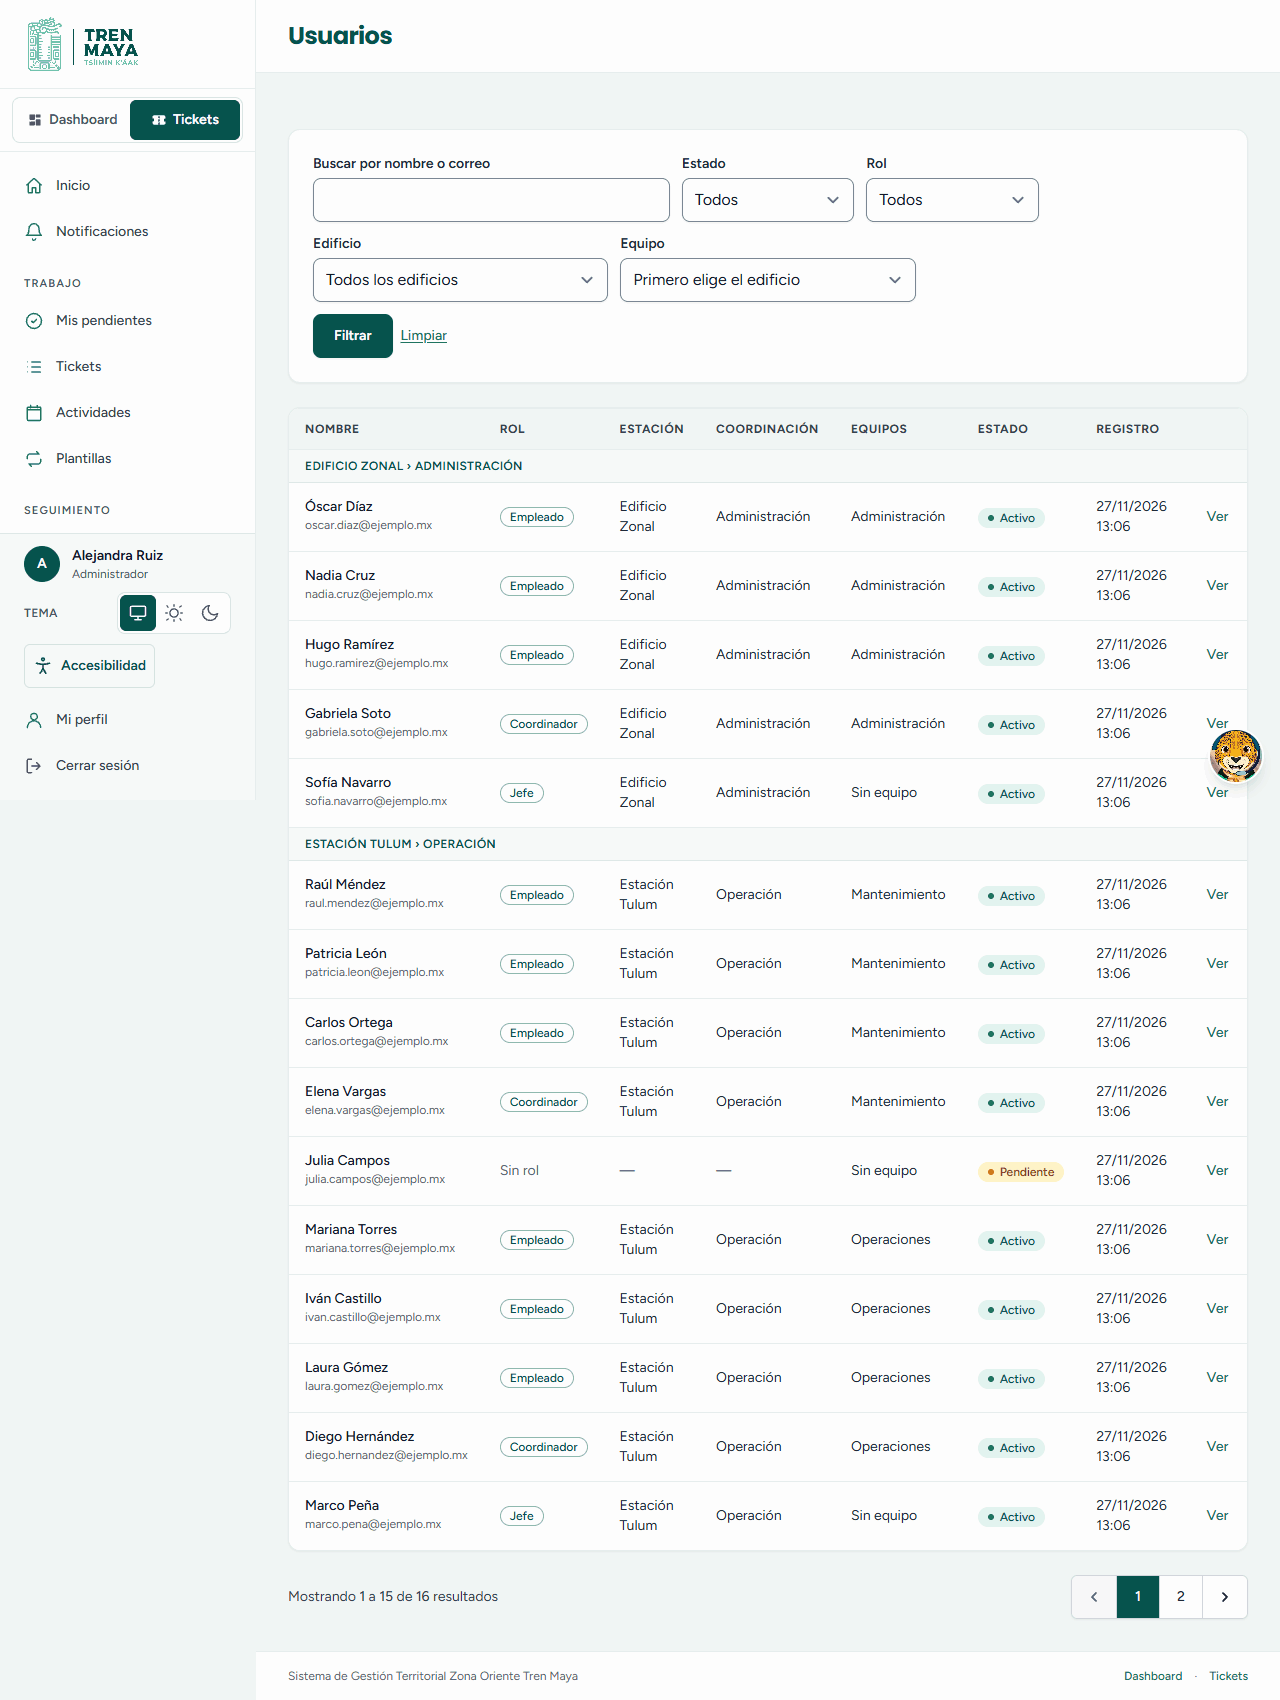 TREN
MAYA
TSÍIMIN K'ÁAK
Dashboard
Tickets
Inicio
Notificaciones
TRABAJO
Mis pendientes
Tickets
Actividades
Plantillas
SEGUIMIENTO
A
Alejandra Ruiz
Administrador
TEMA
Accesibilidad
Mi perfil
Cerrar sesión
Usuarios
Buscar por nombre o correo
Estado
Rol
Todos
Todos
Edificio
Equipo
Todos los edificios
Primero elige el edificio
Filtrar
Limpiar
NOMBRE ROL ESTACIÓN COORDINACIÓN EQUIPOS ESTADO REGISTRO
EDIFICIO ZONAL › ADMINISTRACIÓN
Óscar Díaz
oscar.diaz@ejemplo.mx
Empleado
Edificio
Zonal
Administración
Administración
Activo
27/11/2026
13:06
Ver
Nadia Cruz
nadia.cruz@ejemplo.mx
Empleado
Edificio
Zonal
Administración
Administración
Activo
27/11/2026
13:06
Ver
Hugo Ramírez
hugo.ramirez@ejemplo.mx
Empleado
Edificio
Zonal
Administración
Administración
Activo
27/11/2026
13:06
Ver
Gabriela Soto
gabriela.soto@ejemplo.mx
Coordinador
Edificio
Zonal
Administración
Administración
Activo
27/11/2026
13:06
Ver
Sofía Navarro
sofia.navarro@ejemplo.mx
Jefe
Edificio
Zonal
Administración
Sin equipo
Activo
27/11/2026
13:06
Ver
ESTACIÓN TULUM › OPERACIÓN
Raúl Méndez
raul.mendez@ejemplo.mx
Empleado
Estación
Tulum
Operación
Mantenimiento
Activo
27/11/2026
13:06
Ver
Patricia León
patricia.leon@ejemplo.mx
Empleado
Estación
Tulum
Operación
Mantenimiento
Activo
27/11/2026
13:06
Ver
Carlos Ortega
carlos.ortega@ejemplo.mx
Empleado
Estación
Tulum
Operación
Mantenimiento
Activo
27/11/2026
13:06
Ver
Elena Vargas
elena.vargas@ejemplo.mx
Coordinador
Estación
Tulum
Operación
Mantenimiento
Activo
27/11/2026
13:06
Ver
Julia Campos
julia.campos@ejemplo.mx
Sin rol
—
—
Sin equipo
Pendiente
27/11/2026
13:06
Ver
Mariana Torres
mariana.torres@ejemplo.mx
Empleado
Estación
Tulum
Operación
Operaciones
Activo
27/11/2026
13:06
Ver
Iván Castillo
ivan.castillo@ejemplo.mx
Empleado
Estación
Tulum
Operación
Operaciones
Activo
27/11/2026
13:06
Ver
Laura Gómez
laura.gomez@ejemplo.mx
Empleado
Estación
Tulum
Operación
Operaciones
Activo
27/11/2026
13:06
Ver
Diego Hernández
diego.hernandez@ejemplo.mx
Coordinador
Estación
Tulum
Operación
Operaciones
Activo
27/11/2026
13:06
Ver
Marco Peña
marco.pena@ejemplo.mx
Jefe
Estación
Tulum
Operación
Sin equipo
Activo
27/11/2026
13:06
Ver
Mostrando 1 a 15 de 16 resultados
1
2
Sistema de Gestión Territorial Zona Oriente Tren Maya
Dashboard · Tickets